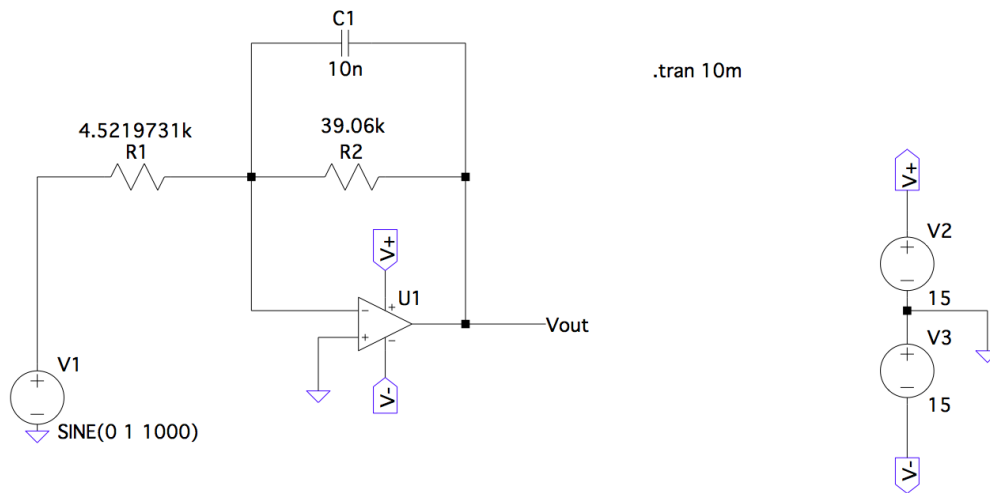 C1
10n
.tran 10m
4.5219731k
R1
39.06k
R2
V+
V2
+
−
15
V+
U1
+
−
+
−
Vout
V3
+
−
15
V1
+
−
SINE(0 1 1000)
V-
V-